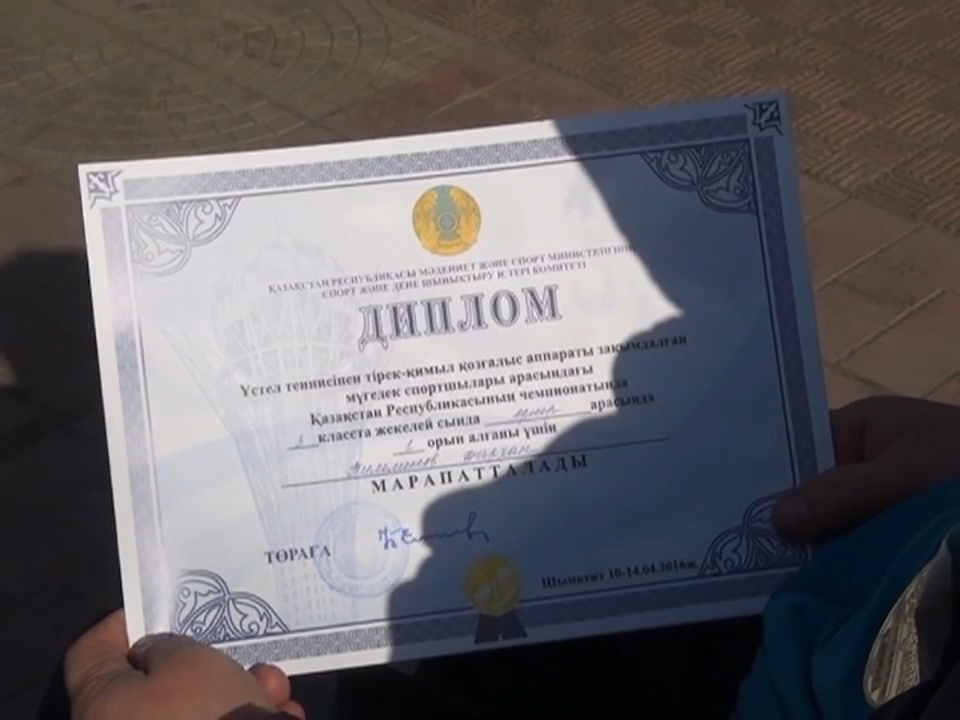 ҚАЗАҚСТАН РЕСПУБЛИКАСЫ МӘДЕНИЕТ ЖӘНЕ СПОРТ МИНИСТРЛІГІНІҢ
СПОРТ ЖӘНЕ ДЕНЕ ШЫНЫҚТЫРУ ІСТЕРІ КОМИТЕТІ
ДИПЛОМ
Үстел теннисінен тірек-қимыл қозғалыс аппараты зақымдалған
мүгедек спортшылары арасындағы
Қазақстан Республикасының чемпионатында
класста жекелей сында арасында
орын алғаны үшін
МАРАПАТТАЛАДЫ
ТӨРАҒА
Шымкент 10-14.04.2016ж.